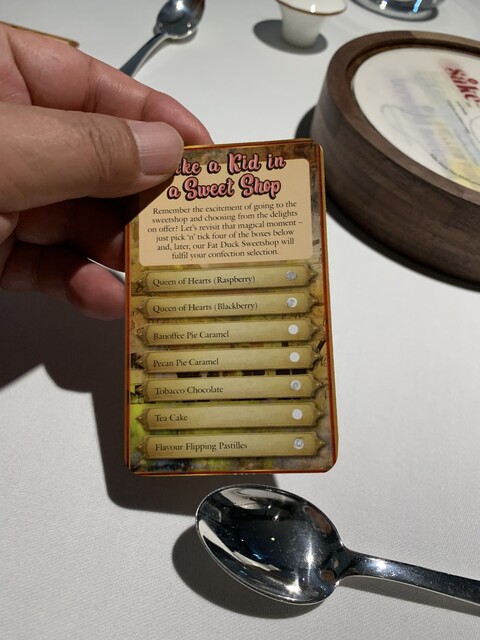 ke a Kid in
a Sweet Shop
Remember the excitement of going to the
sweetshop and choosing from the delights
on offer? Let's revisit that magical moment –
just pick 'n' tick four of the boxes below
and, later, our Fat Duck Sweetshop will
fulfil your confection selection.
Queen of Hearts (Raspberry)
Queen of Hearts (Blackberry)
Banoffee Pie Caramel
Pecan Pie Caramel
Tobacco Chocolate
Tea Cake
Flavour Flipping Pastilles